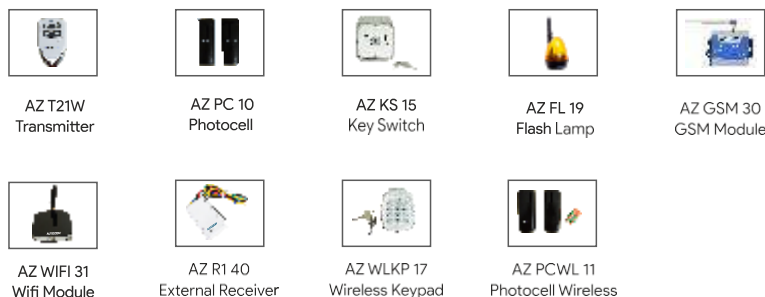 AZ T21W
Transmitter
AZ PC 10
Photocell
AZ KS 15
Key Switch
AZ FL 19
Flash Lamp
AZ GSM 30
GSM Module
AZ WIFI 31
Wifi Module
AZ R1 40
External Receiver
AZ WLKP 17
Wireless Keypad
AZ PCWL 11
Photocell Wireless